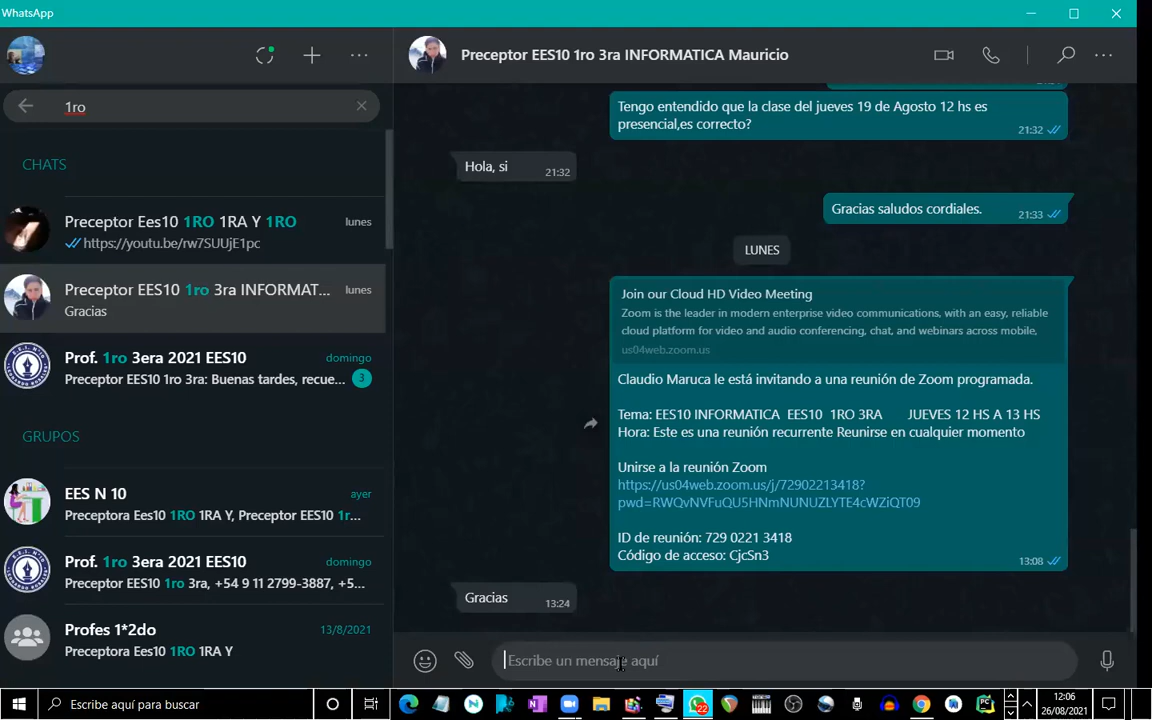 WhatsApp
1ro
CHATS
Preceptor Ees10 1RO 1RA Y 1RO
lunes
https://youtu.be/rw7SUUjE1pc
Preceptor EES10 1ro 3ra INFORMAT...
lunes
Gracias
Prof. 1ro 3era 2021 EES10
domingo
Preceptor EES10 1ro 3ra: Buenas tardes, recue...
3
GRUPOS
EES N 10
ayer
Preceptora Ees10 1RO 1RA Y, Preceptor EES10 1r...
Prof. 1ro 3era 2021 EES10
domingo
Preceptor EES10 1ro 3ra, +54 9 11 2799-3887, +5...
Profes 1*2do
13/8/2021
Preceptora Ees10 1RO 1RA Y
Preceptor EES10 1ro 3ra INFORMATICA Mauricio
Tengo entendido que la clase del jueves 19 de Agosto 12 hs es
presencial,es correcto?
21:32
Hola, si
21:32
Gracias saludos cordiales.
21:33
LUNES
Join our Cloud HD Video Meeting
Zoom is the leader in modern enterprise video communications, with an easy, reliable
cloud platform for video and audio conferencing, chat, and webinars across mobile,
us04web.zoom.us
Claudio Maruca le está invitando a una reunión de Zoom programada.
Tema: EES10 INFORMATICA EES10 1RO 3RA JUEVES 12 HS A 13 HS
Hora: Este es una reunión recurrente Reunirse en cualquier momento
Unirse a la reunión Zoom
https://us04web.zoom.us/j/72902213418?
pwd=RWQvNVFuQU5HNmNUNUZLYTE4cWZiQT09
ID de reunión: 729 0221 3418
Código de acceso: CjcSn3
13:08
Gracias
13:24
Escribe un mensaje aquí
Escribe aquí para buscar
22
12:06
26/08/2021